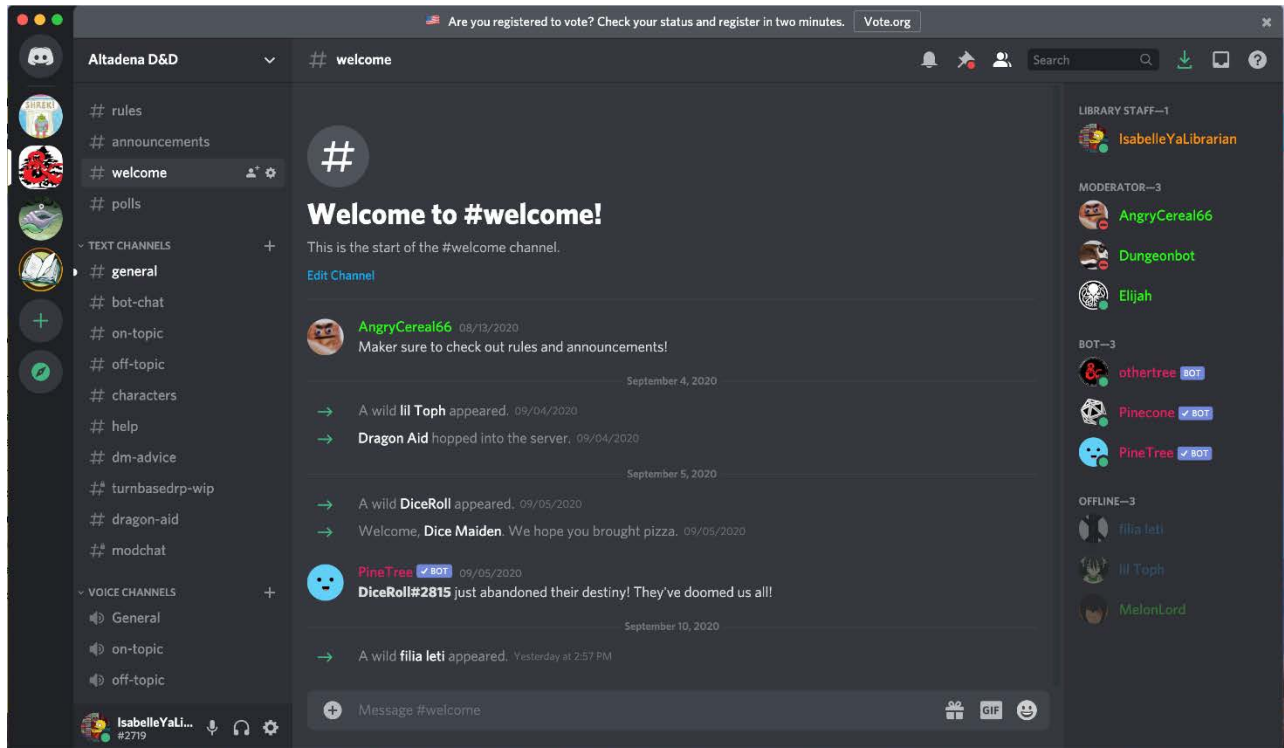 Are you registered to vote? Check your status and register in two minutes. Vote.org
SHREK!
Altadena D&D
rules
announcements
welcome
polls
TEXT CHANNELS
general
bot-chat
on-topic
off-topic
characters
help
dm-advice
turnbasedrp-wip
dragon-aid
modchat
VOICE CHANNELS
General
on-topic
off-topic
IsabelleYaLi...
#2719
# welcome
Search
#
Welcome to #welcome!
This is the start of the #welcome channel.
Edit Channel
AngryCereal66 08/13/2020
Maker sure to check out rules and announcements!
September 4, 2020
A wild lil Toph appeared. 09/04/2020
Dragon Aid hopped into the server. 09/04/2020
September 5, 2020
A wild DiceRoll appeared. 09/05/2020
Welcome, Dice Maiden. We hope you brought pizza. 09/05/2020
PineTree ✓ BOT 09/05/2020
DiceRoll#2815 just abandoned their destiny! They've doomed us all!
September 10, 2020
A wild filia leti appeared. Yesterday at 2:57 PM
Message #welcome
GIF
LIBRARY STAFF—1
IsabelleYaLibrarian
MODERATOR—3
AngryCereal66
Dungeonbot
Elijah
BOT—3
othertree BOT
Pinecone ✓ BOT
PineTree ✓ BOT
OFFLINE—3
filia leti
lil Toph
MelonLord